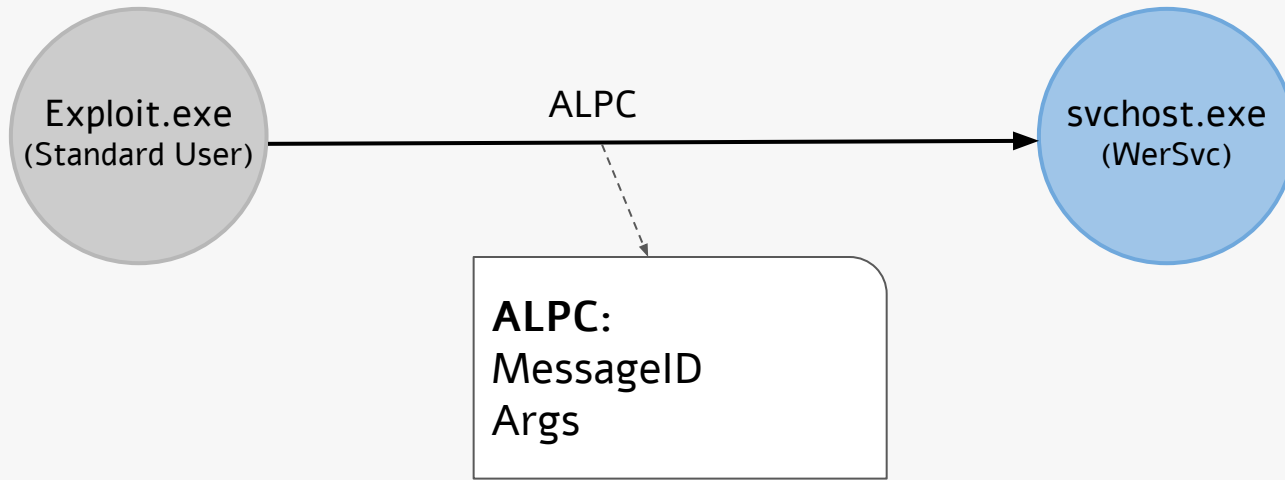 Exploit.exe
(Standard User)
ALPC
svchost.exe
(WerSvc)
ALPC:
MessageID
Args